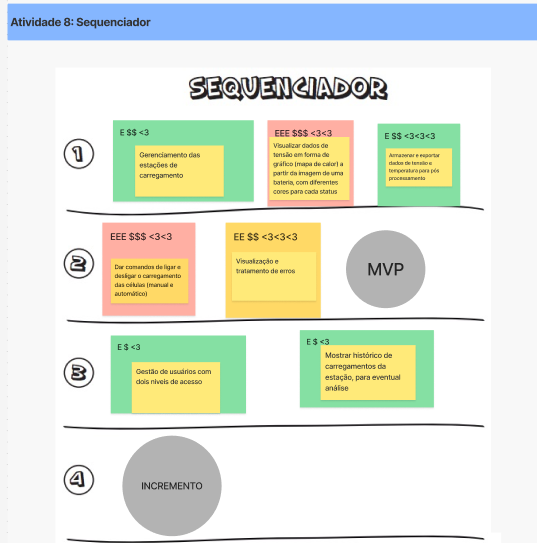 Atividade 8: Sequenciador
SEQUENCIADOR
1
E $$ <3
Gerenciamento das
estações de
carregamento
EEE $$$ <3<3
Visualizar dados de
tensão em forma de
gráfico (mapa de calor) a
partir da imagem de uma
bateria, com diferentes
cores para cada status
E $$ <3<3<3
Armazenar e exportar
dados de tensão e
temperatura para pós
processamento
2
EEE $$$ <3<3
Dar comandos de ligar e
desligar o carregamento
das células (manual e
automático)
EE $$ <3<3<3
Visualização e
tratamento de erros
MVP
3
E $ <3
Gestão de usuários com
dois níveis de acesso
E $ <3
Mostrar histórico de
carregamentos da
estação, para eventual
análise
4
INCREMENTO